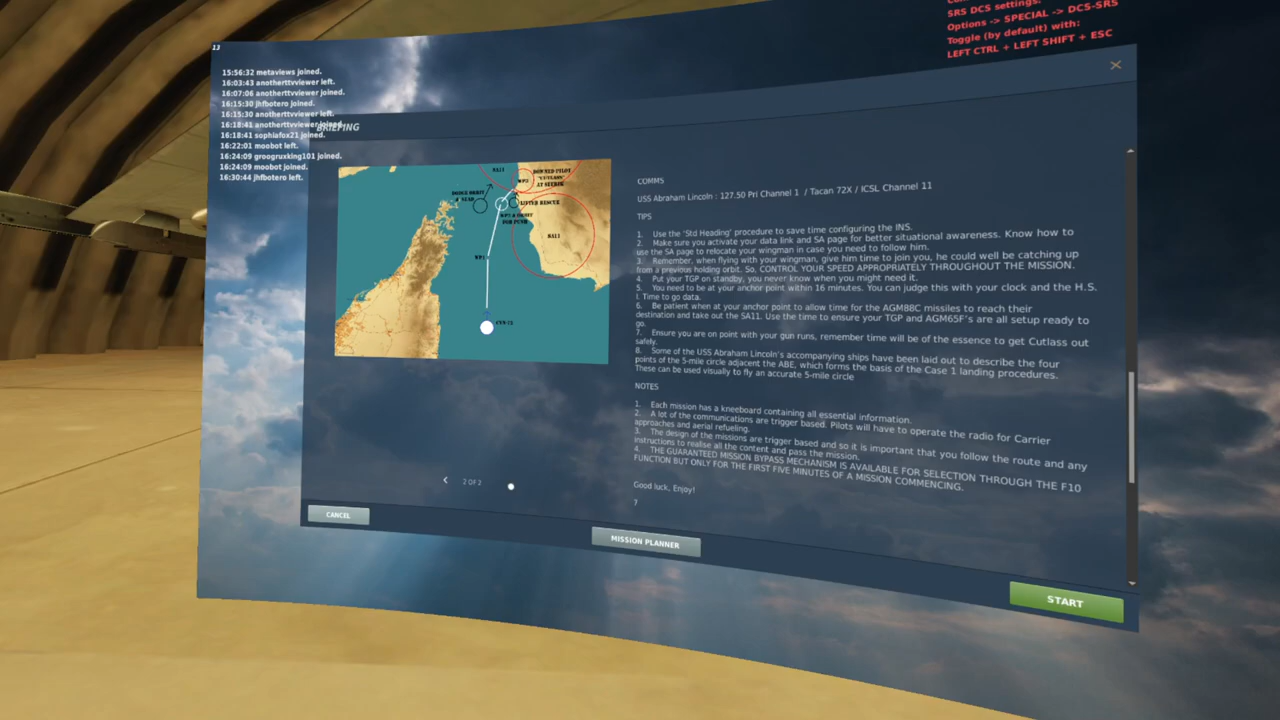 SRS DCS settings:
Options -> SPECIAL -> DCS-SRS
Toggle (by default) with:
LEFT CTRL + LEFT SHIFT + ESC
13
15:56:32 metaviews joined.
16:03:43 anotherttvviewer left.
16:07:06 anotherttvviewer joined.
16:15:30 jhfbotero joined.
16:15:30 anotherttvviewer left.
16:18:41 anotherttvviewer joined.
16:18:41 sophiafox21 joined.
16:22:01 moobot left.
16:24:09 groogruxking101 joined.
16:24:09 moobot joined.
16:30:44 jhfbotero left.
BRIEFING
SA11
DOWNED PILOT
"CUTLASS"
AT SEERIK
WP2
DODGE ORBIT
& SEAD
LIFTER RESCUE
FOR PUSH
SA11
WP1
CVN 72
COMMS
USS Abraham Lincoln : 127.50 Pri Channel 1 / Tacan 72X / ICSL Channel 11
TIPS
1. Use the 'Std Heading' procedure to save time configuring the INS.
2. Make sure you activate your data link and SA page for better situational awareness. Know how to
use the SA page to relocate your wingman in case you need to follow him.
3. Remember, when flying with your wingman, give him time to join you, he could well be catching up
from a previous holding orbit. So, CONTROL YOUR SPEED APPROPRIATELY THROUGHOUT THE MISSION.
4. Put your TGP on standby, you never know when you might need it.
5. You need to be at your anchor point within 16 minutes. You can judge this with your clock and the H.S.
I. Time to go data.
6. Be patient when at your anchor point to allow time for the AGM88C missiles to reach their
destination and take out the SA11. Use the time to ensure your TGP and AGM65F's are all setup ready to
go.
7. Ensure you are on point with your gun runs, remember time will be of the essence to get Cutlass out
safely.
8. Some of the USS Abraham Lincoln's accompanying ships have been laid out to describe the four
points of the 5-mile circle adjacent the ABE, which forms the basis of the Case 1 landing procedures.
These can be used visually to fly an accurate 5-mile circle
NOTES
1. Each mission has a kneeboard containing all essential information.
2. A lot of the communications are trigger based. Pilots will have to operate the radio for Carrier
approaches and aerial refueling.
3. The design of the missions are trigger based and so it is important that you follow the route and any
instructions to realise all the content and pass the mission.
4. THE GUARANTEED MISSION BYPASS MECHANISM IS AVAILABLE FOR SELECTION THROUGH THE F10
FUNCTION BUT ONLY FOR THE FIRST FIVE MINUTES OF A MISSION COMMENCING.
Good luck, Enjoy!
7
2 OF 2
CANCEL
MISSION PLANNER
START